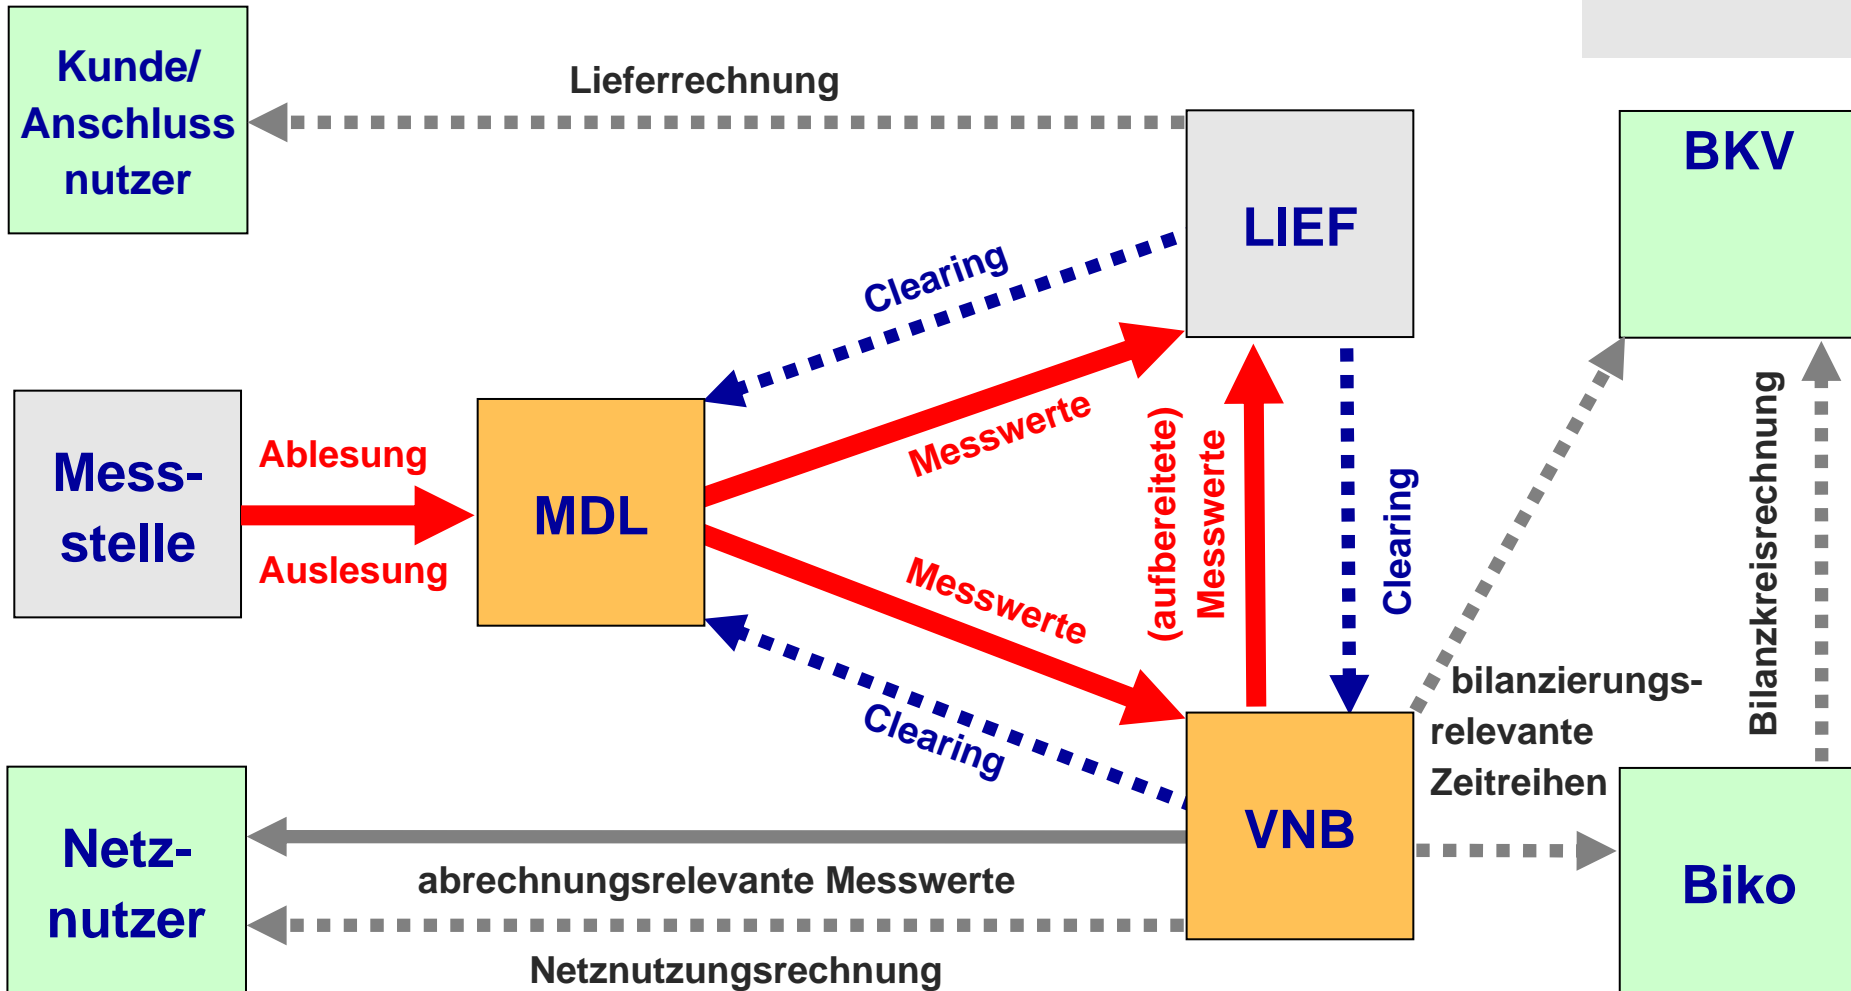 Kunde/
Anschluss
nutzer
Lieferrechnung
LIEF
BKV
Clearing
Messwerte
Mess-
stelle
Ablesung
Auslesung
MDL
(aufbereitete)
Messwerte
Clearing
Bilanzkreisrechnung
Messwerte
Clearing
bilanzierungs-
relevante
Zeitreihen
Netz-
nutzer
abrechnungsrelevante Messwerte
Netznutzungsrechnung
VNB
Biko